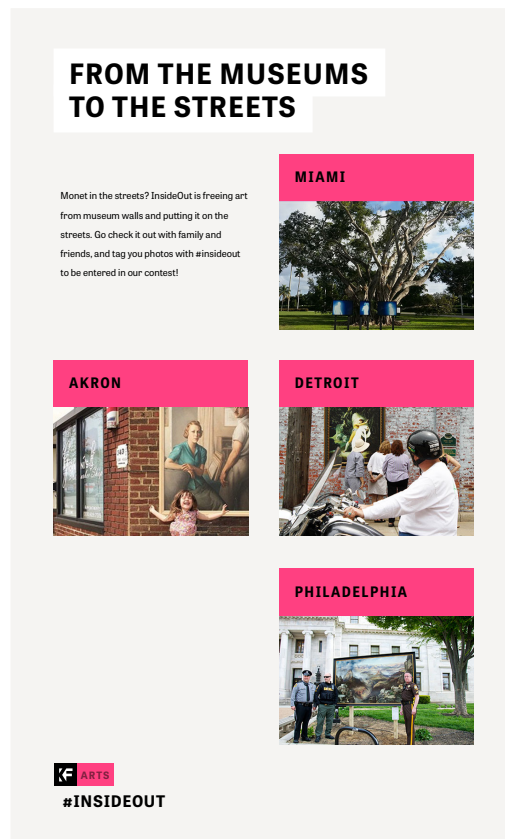 FROM THE MUSEUMS
TO THE STREETS
Monet in the streets? InsideOut is freeing art
from museum walls and putting it on the
streets. Go check it out with family and
friends, and tag you photos with #insideout
to be entered in our contest!
MIAMI
AKRON
DETROIT
PHILADELPHIA
KF ARTS
#INSIDEOUT